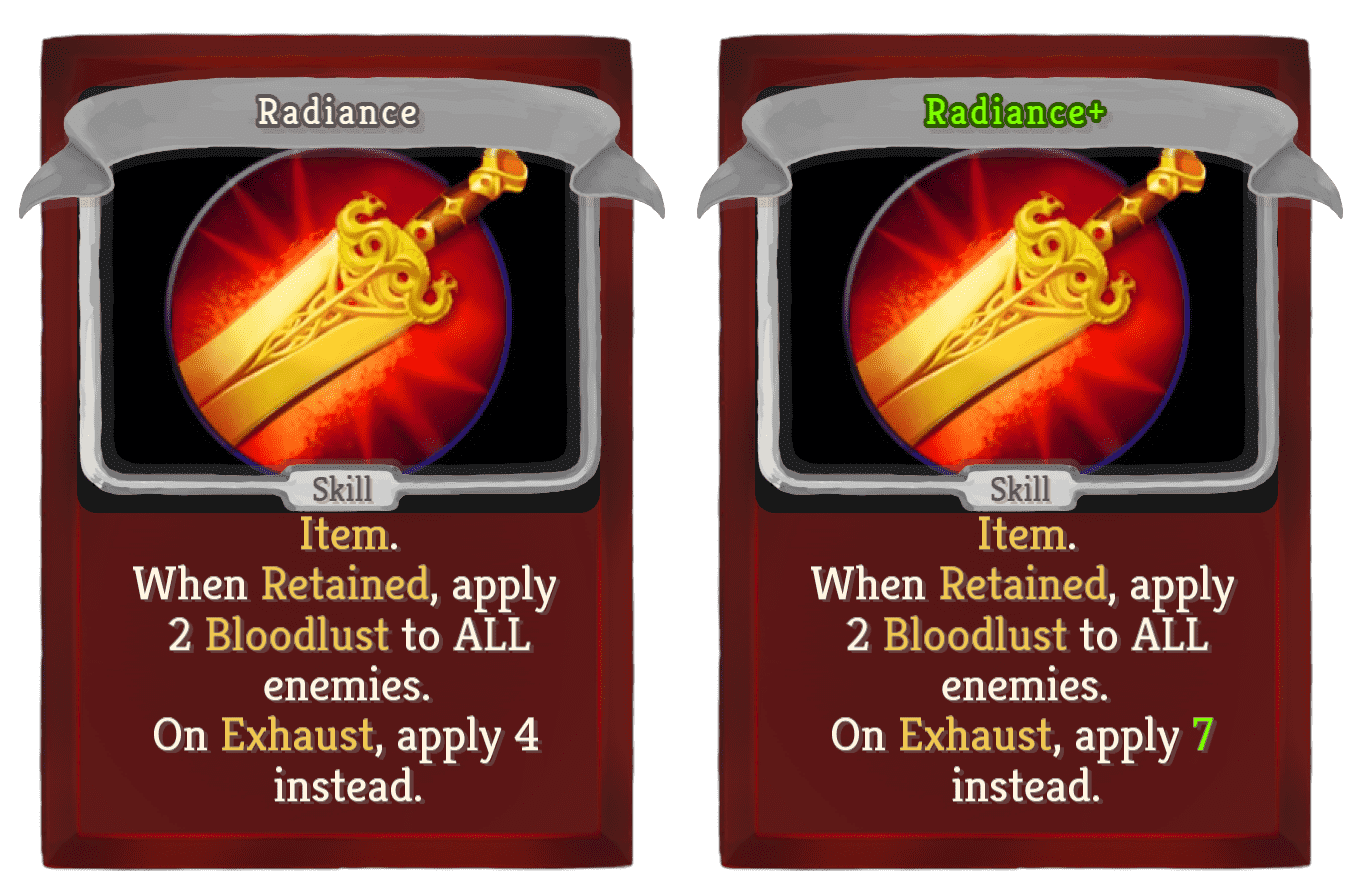 Radiance
Skill
Item.
When Retained, apply
2 Bloodlust to ALL
enemies.
On Exhaust, apply 4
instead.
Radiance+
Skill
Item.
When Retained, apply
2 Bloodlust to ALL
enemies.
On Exhaust, apply 7
instead.